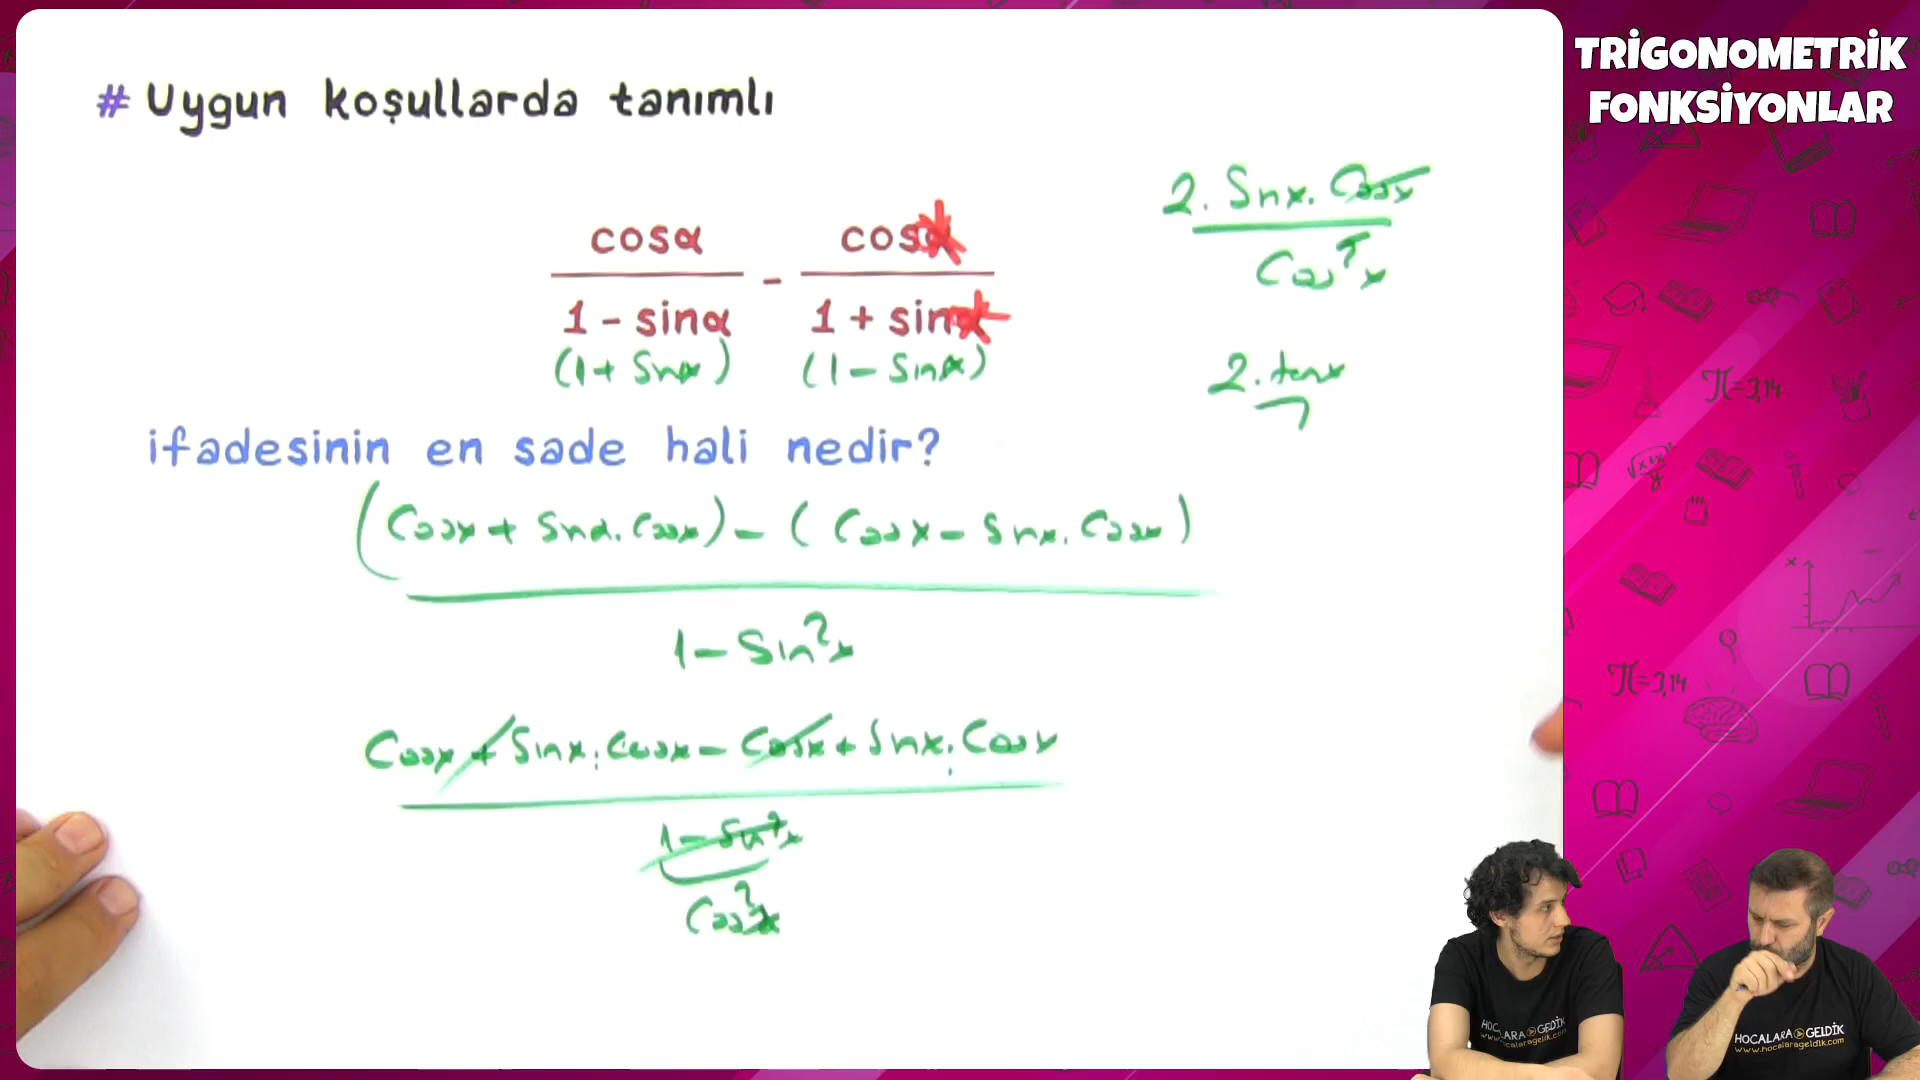 TRİGONOMETRİK
FONKSİYONLAR
# Uygun koşullarda tanımlı
cosα / 1 - sinα - cosα / 1 + sinα
(1 + Sinx) (1 - Sinx)
ifadesinin en sade hali nedir?
(Cosx + Sinα. Cosx) - (Cosx - Sinx. Cosx)
1 - Sin²x
Cosx + Sinx. Cosx - Cosx + Sinx. Cosx
1 - Sin²x
Cos²x
2. Sinx. Cosx
Cos²x
2. tanx
π=3,14
π=3,14
HOCALARA GELDİK
www.hocalarageldik.com
HOCALARA GELDİK
www.hocalarageldik.com